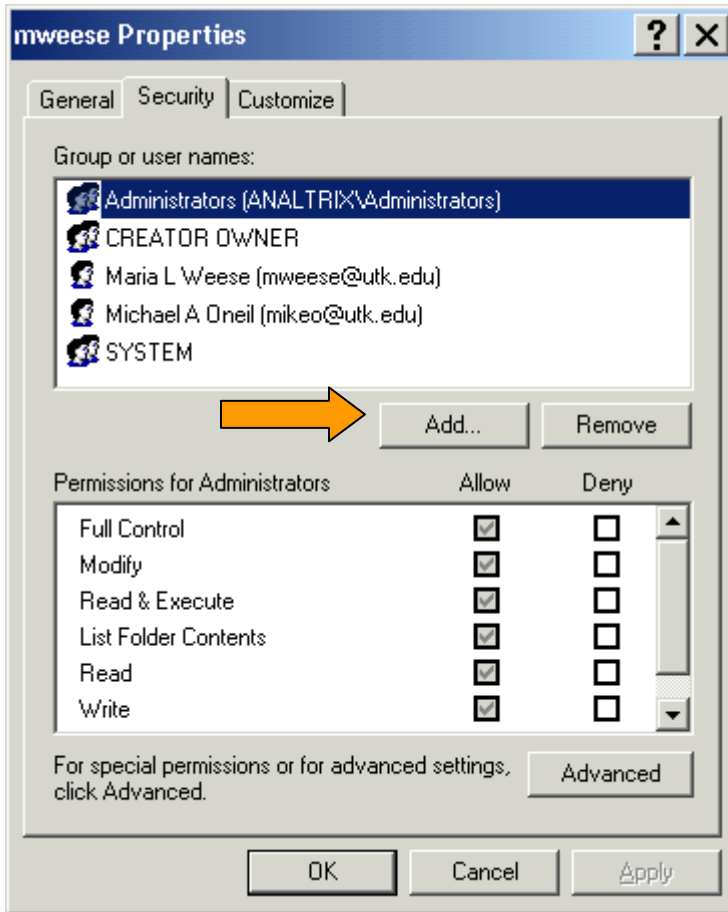 mweese Properties
General Security Customize
Group or user names:
Administrators (ANALTRIX\Administrators)
CREATOR OWNER
Maria L Weese (mweese@utk.edu)
Michael A Oneil (mikeo@utk.edu)
SYSTEM
Add... Remove
Permissions for Administrators Allow Deny
Full Control
Modify
Read & Execute
List Folder Contents
Read
Write
For special permissions or for advanced settings,
click Advanced.
Advanced
OK Cancel Apply